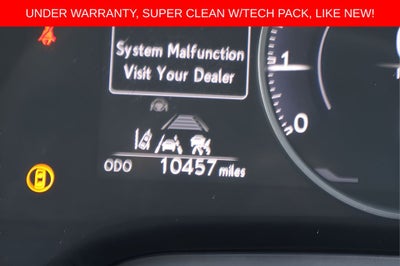 UNDER WARRANTY, SUPER CLEAN W/TECH PACK, LIKE NEW!
System Malfunction
Visit Your Dealer
1
0
ODO 10457 miles